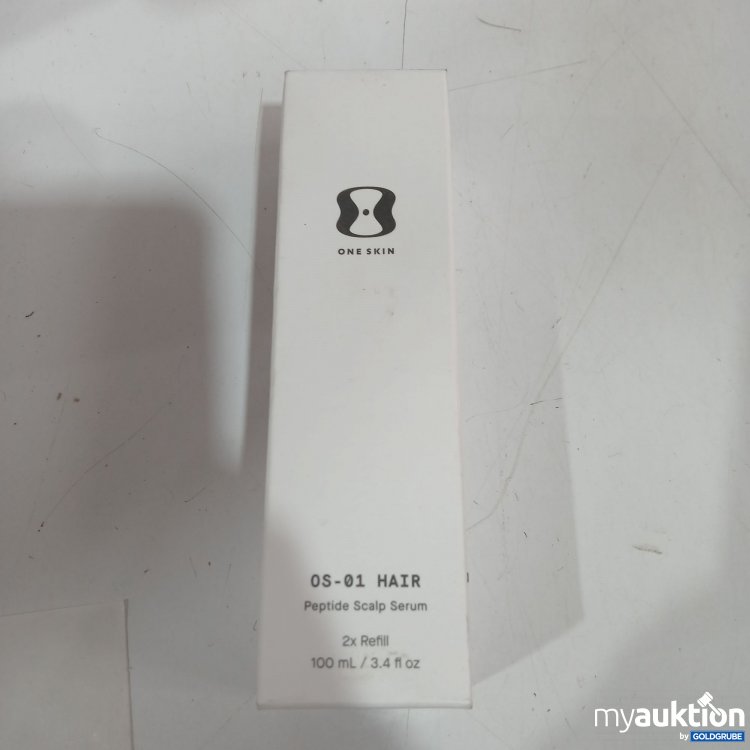 ONE SKIN
OS-01 HAIR
Peptide Scalp Serum
2x Refill
100 mL / 3.4 fl oz
myauktion
by GOLDGRUBE